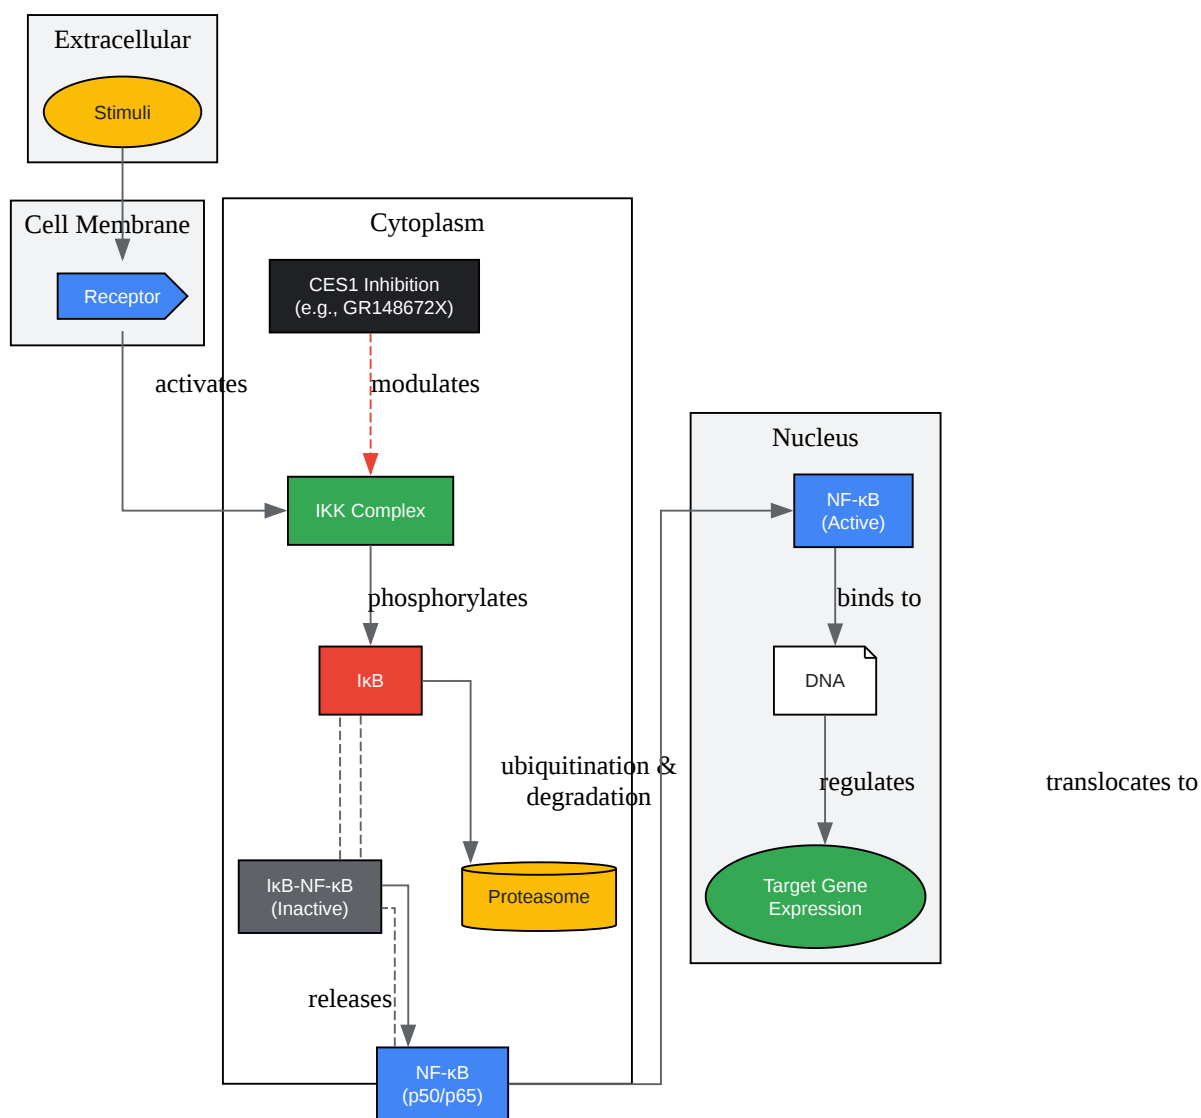 Extracellular
Stimuli
Cell Membrane
Receptor
Cytoplasm
CES1 Inhibition
(e.g., GR148672X)
activates
modulates
IKK Complex
phosphorylates
IκB
ubiquitination &
degradation
IκB-NF-κB
(Inactive)
Proteasome
releases
NF-κB
(p50/p65)
Nucleus
NF-κB
(Active)
binds to
DNA
regulates
translocates to
Target Gene
Expression